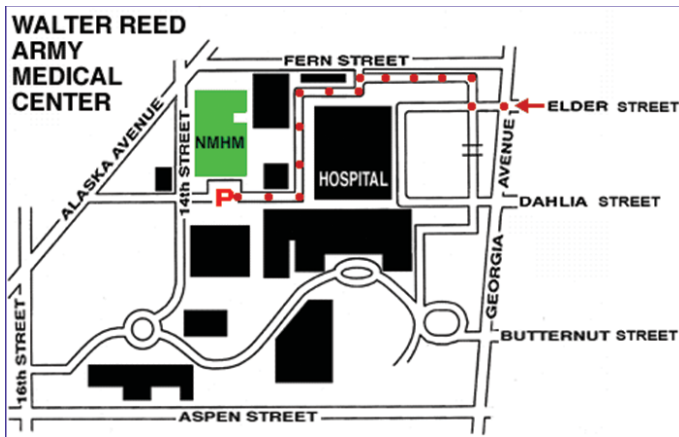 WALTER REED
ARMY
MEDICAL
CENTER
FERN STREET
ALASKA AVENUE
14th STREET
NMHM
HOSPITAL
P
ELDER STREET
GEORGIA AVENUE
DAHLIA STREET
BUTTERNUT STREET
16th STREET
ASPEN STREET